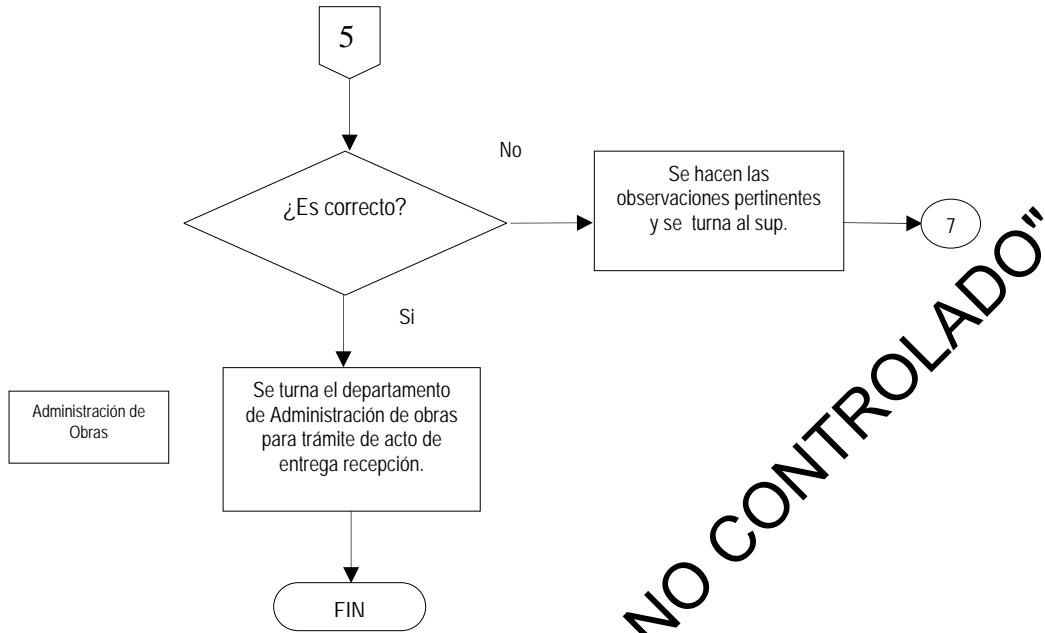 5
¿Es correcto?
No
Se hacen las
observaciones pertinentes
y se turna al sup.
7
Si
Administración de
Obras
Se turna el departamento
de Administración de obras
para trámite de acto de
entrega recepción.
FIN
NO CONTROLADO"